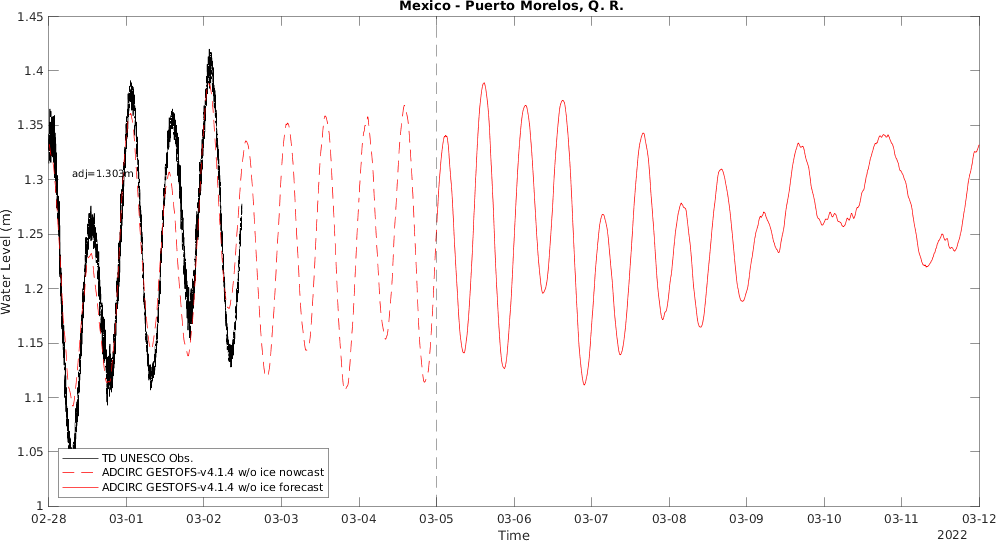 Mexico - Puerto Morelos, Q. R.
1.45
1.4
1.35
1.3
1.25
1.2
1.15
1.1
1.05
1
Water Level (m)
adj=1.303m
TD UNESCO Obs.
ADCIRC GESTOFS-v4.1.4 w/o ice nowcast
ADCIRC GESTOFS-v4.1.4 w/o ice forecast
02-28 03-01 03-02 03-03 03-04 03-05 03-06 03-07 03-08 03-09 03-10 03-11 03-12
Time
2022